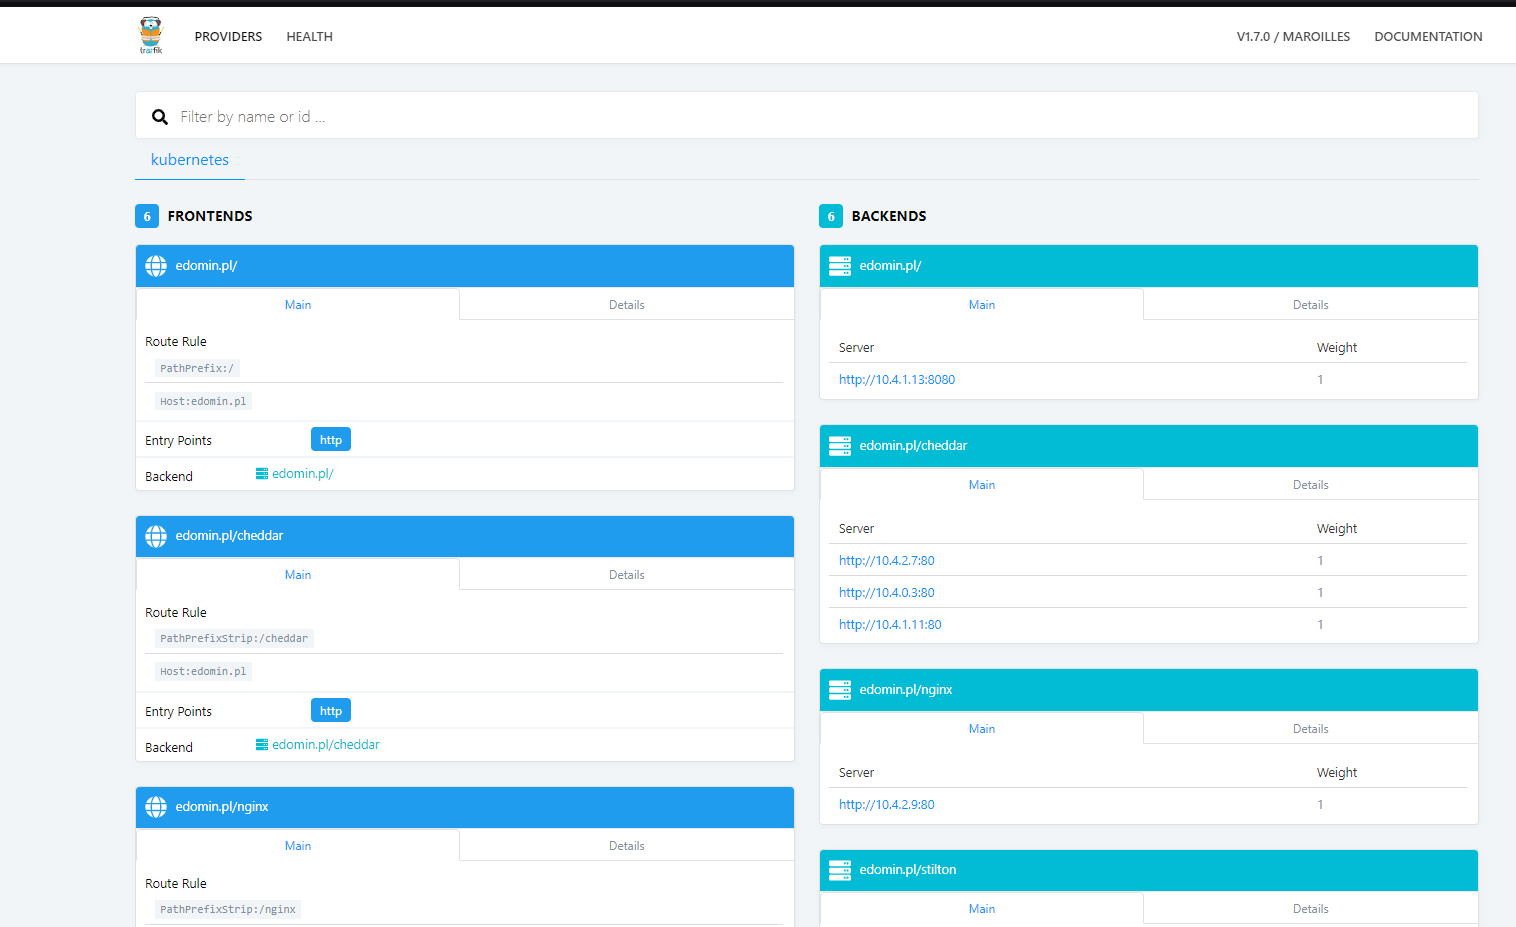 træfik
PROVIDERS HEALTH V1.7.0 / MAROILLES DOCUMENTATION
Filter by name or id ...
kubernetes
6 FRONTENDS
edomin.pl/
Main Details
Route Rule
PathPrefix:/
Host:edomin.pl
Entry Points http
Backend edomin.pl/
edomin.pl/cheddar
Main Details
Route Rule
PathPrefixStrip:/cheddar
Host:edomin.pl
Entry Points http
Backend edomin.pl/cheddar
edomin.pl/nginx
Main Details
Route Rule
PathPrefixStrip:/nginx
6 BACKENDS
edomin.pl/
Main Details
Server Weight
http://10.4.1.13:8080 1
edomin.pl/cheddar
Main Details
Server Weight
http://10.4.2.7:80 1
http://10.4.0.3:80 1
http://10.4.1.11:80 1
edomin.pl/nginx
Main Details
Server Weight
http://10.4.2.9:80 1
edomin.pl/stilton
Main Details